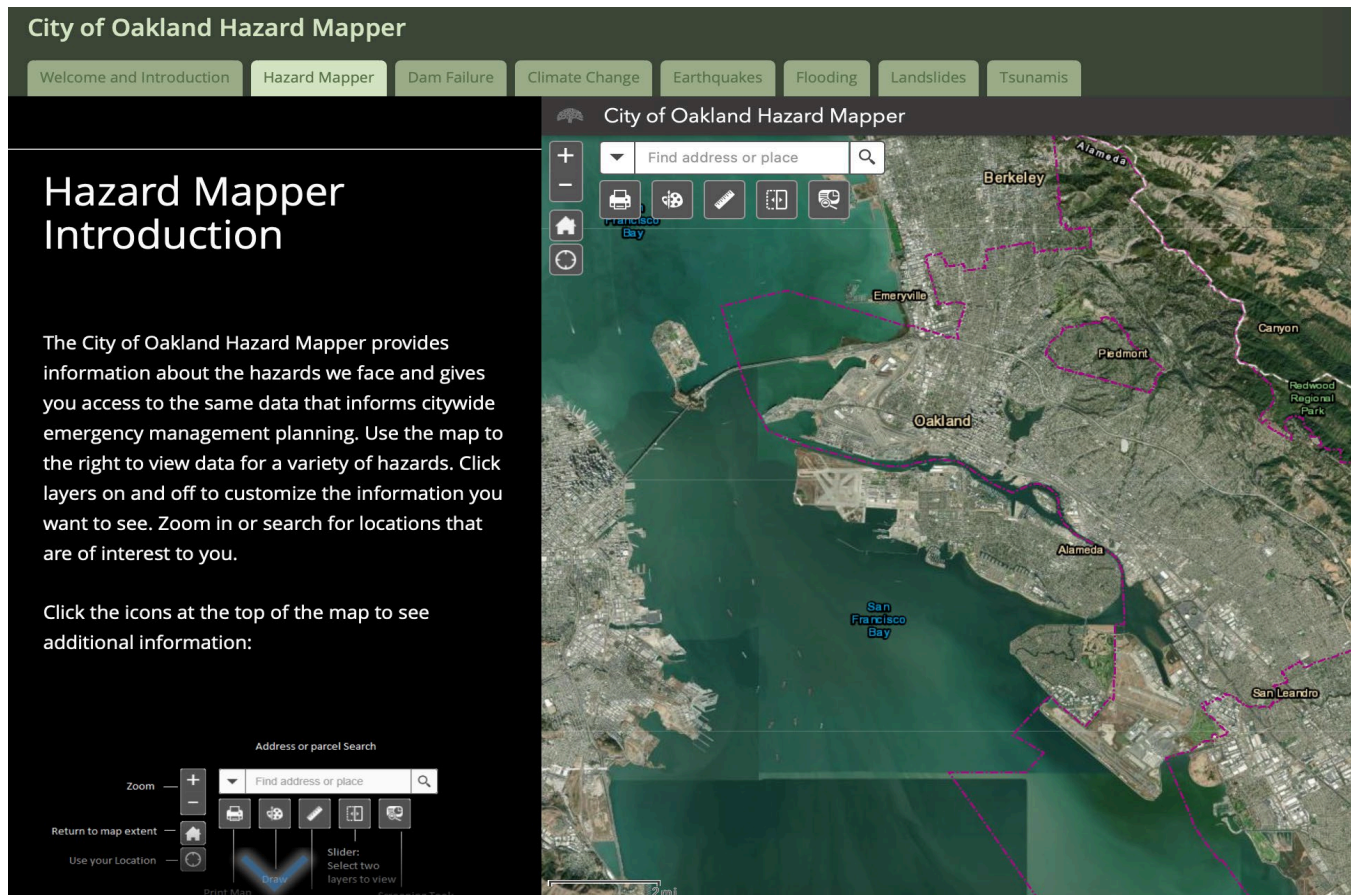 City of Oakland Hazard Mapper
Welcome and Introduction
Hazard Mapper
Dam Failure
Climate Change
Earthquakes
Flooding
Landslides
Tsunamis
Hazard Mapper
Introduction
The City of Oakland Hazard Mapper provides
information about the hazards we face and gives
you access to the same data that informs citywide
emergency management planning. Use the map to
the right to view data for a variety of hazards. Click
layers on and off to customize the information you
want to see. Zoom in or search for locations that
are of interest to you.
Click the icons at the top of the map to see
additional information:
Address or parcel Search
Zoom
Find address or place
Return to map extent
Use your Location
Print Map
Draw
Slider:
Select two
layers to view
City of Oakland Hazard Mapper
Find address or place
Francisco
Bay
Berkeley
Alameda
Emeryville
Piedmont
Canyon
Redwood
Regional
Park
Oakland
Alameda
San
Francisco
Bay
San Leandro
2mi